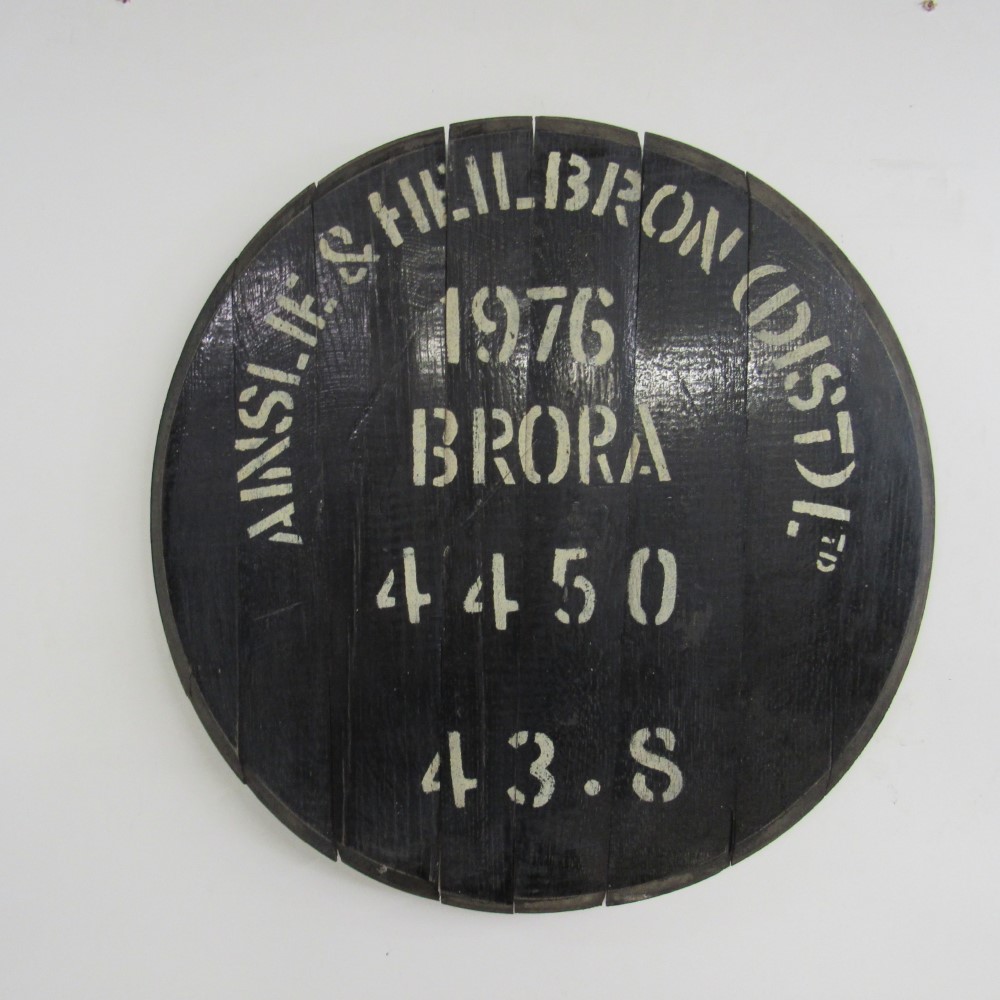 AINSLIE & HEILBRON (DIST) LTD
1976
BRORA
4450
43.S